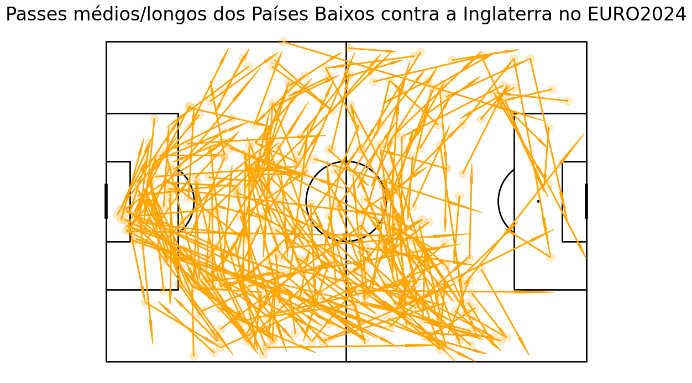 Passes médios/longos dos Países Baixos contra a Inglaterra no EURO2024